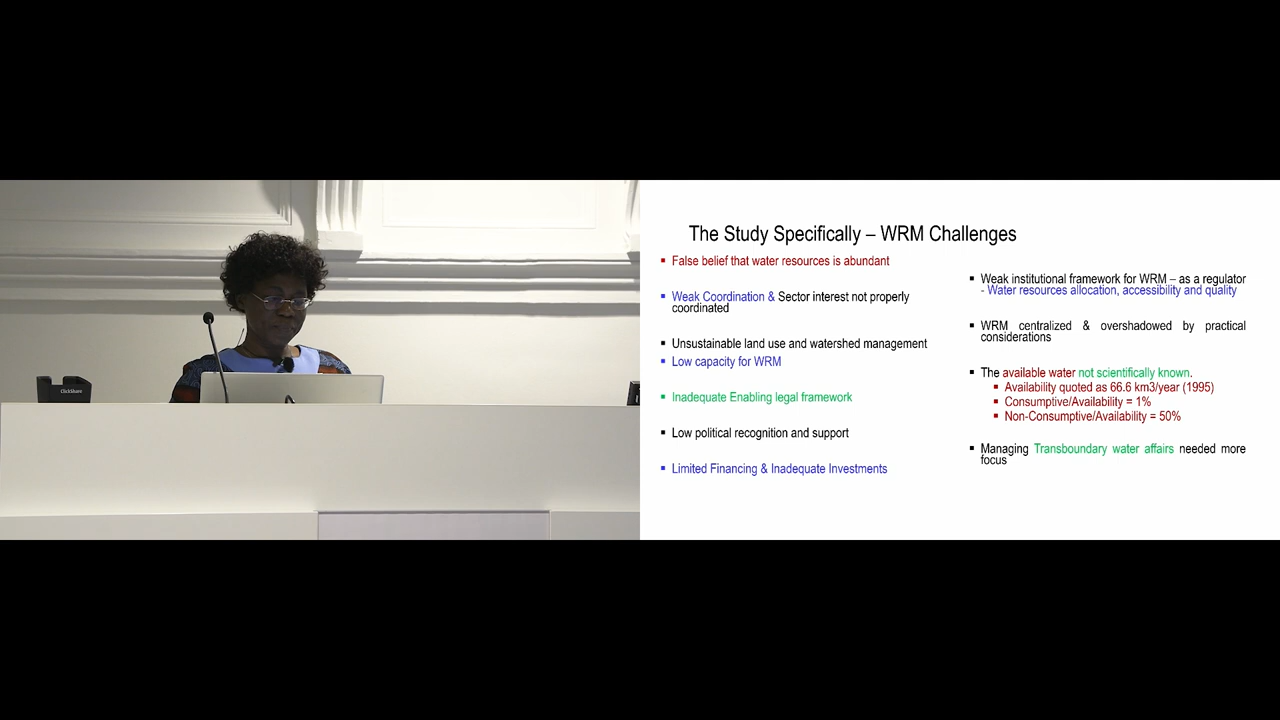 ClickShare
The Study Specifically – WRM Challenges
▪ False belief that water resources is abundant
▪ Weak Coordination & Sector interest not properly
coordinated
▪ Unsustainable land use and watershed management
▪ Low capacity for WRM
▪ Inadequate Enabling legal framework
▪ Low political recognition and support
▪ Limited Financing & Inadequate Investments
▪ Weak institutional framework for WRM – as a regulator
- Water resources allocation, accessibility and quality
▪ WRM centralized & overshadowed by practical
considerations
▪ The available water not scientifically known.
▪ Availability quoted as 66.6 km3/year (1995)
▪ Consumptive/Availability = 1%
▪ Non-Consumptive/Availability = 50%
▪ Managing Transboundary water affairs needed more
focus